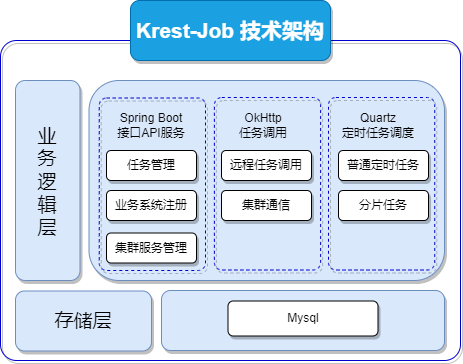 Krest-Job 技术架构
业务逻辑层
Spring Boot
接口API服务
任务管理
业务系统注册
集群服务管理
OkHttp
任务调用
远程任务调用
集群通信
Quartz
定时任务调度
普通定时任务
分片任务
存储层
Mysql